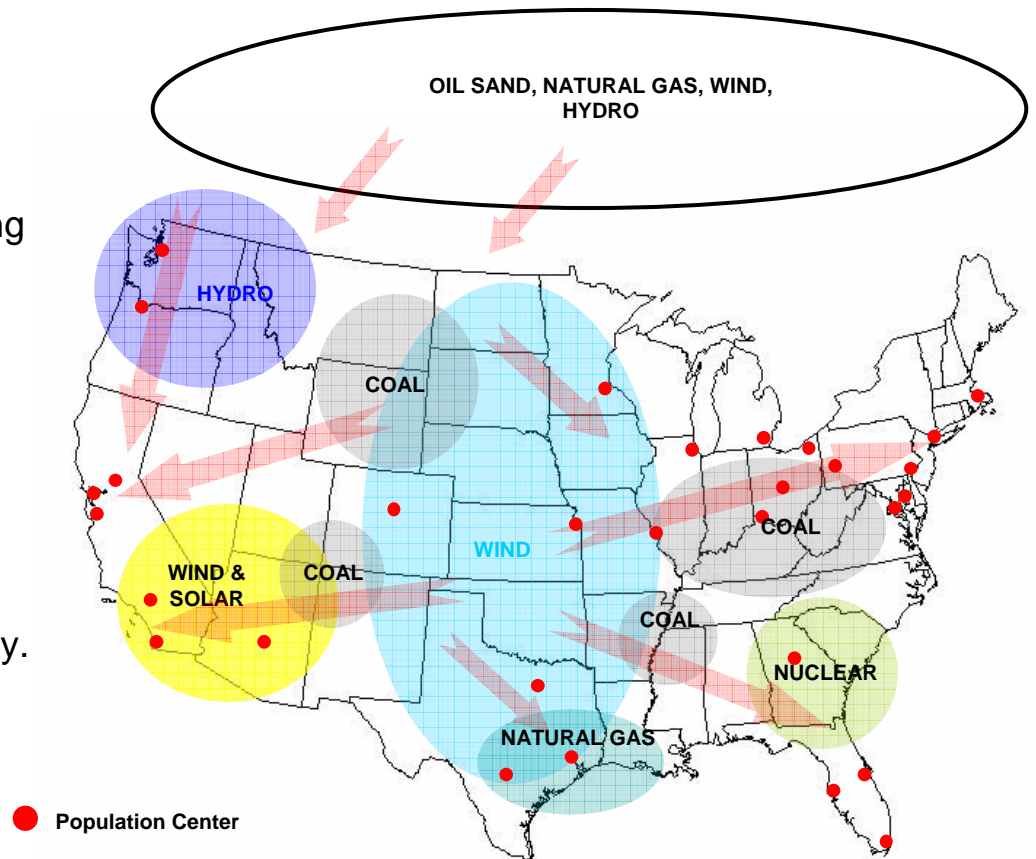 OIL SAND, NATURAL GAS, WIND,
HYDRO
ng
HYDRO
COAL
WIND
COAL
WIND &
SOLAR
COAL
COAL
y.
NUCLEAR
NATURAL GAS
Population Center